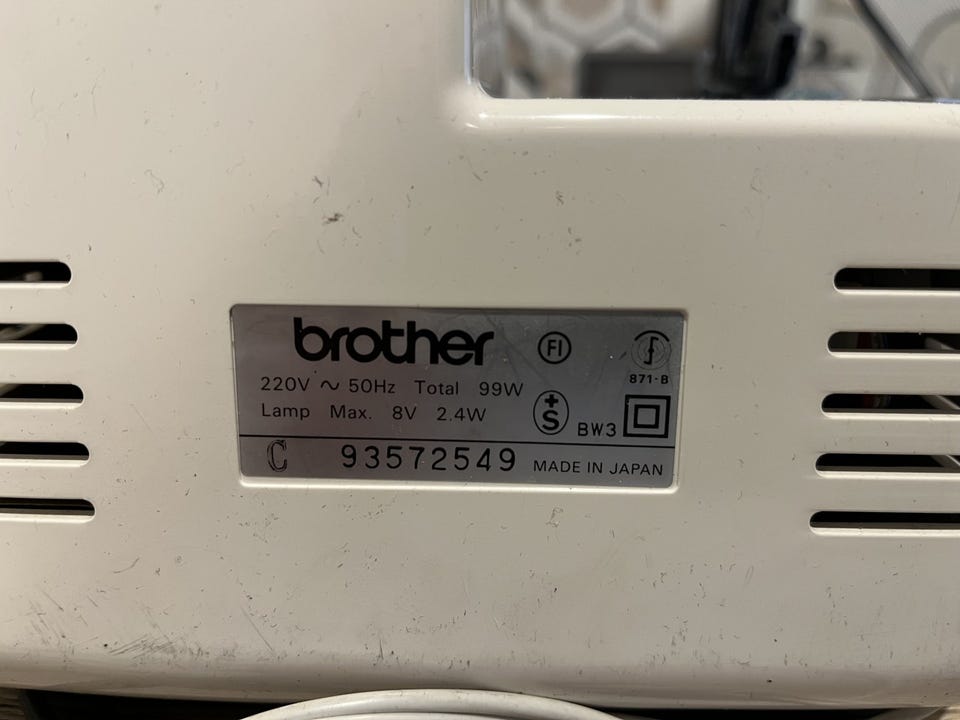 brother
FI
220V ~ 50Hz Total 99W
871-B
Lamp Max. 8V 2.4W
+S
BW3
C 93572549 MADE IN JAPAN